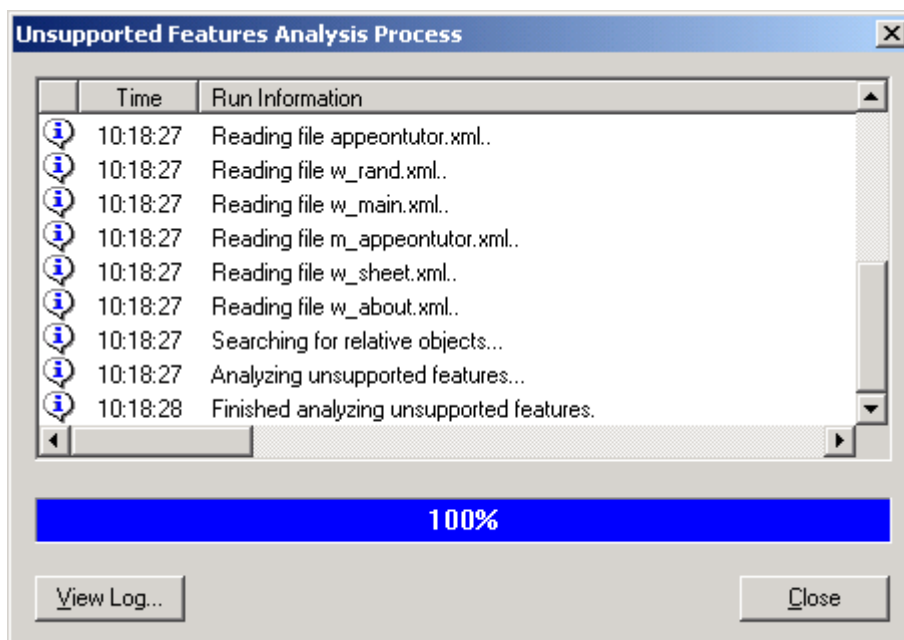 Unsupported Features Analysis Process
Time Run Information
10:18:27 Reading file appeontutor.xml..
10:18:27 Reading file w_rand.xml..
10:18:27 Reading file w_main.xml..
10:18:27 Reading file m_appeontutor.xml..
10:18:27 Reading file w_sheet.xml..
10:18:27 Reading file w_about.xml..
10:18:27 Searching for relative objects...
10:18:27 Analyzing unsupported features...
10:18:28 Finished analyzing unsupported features.
100%
View Log... Close